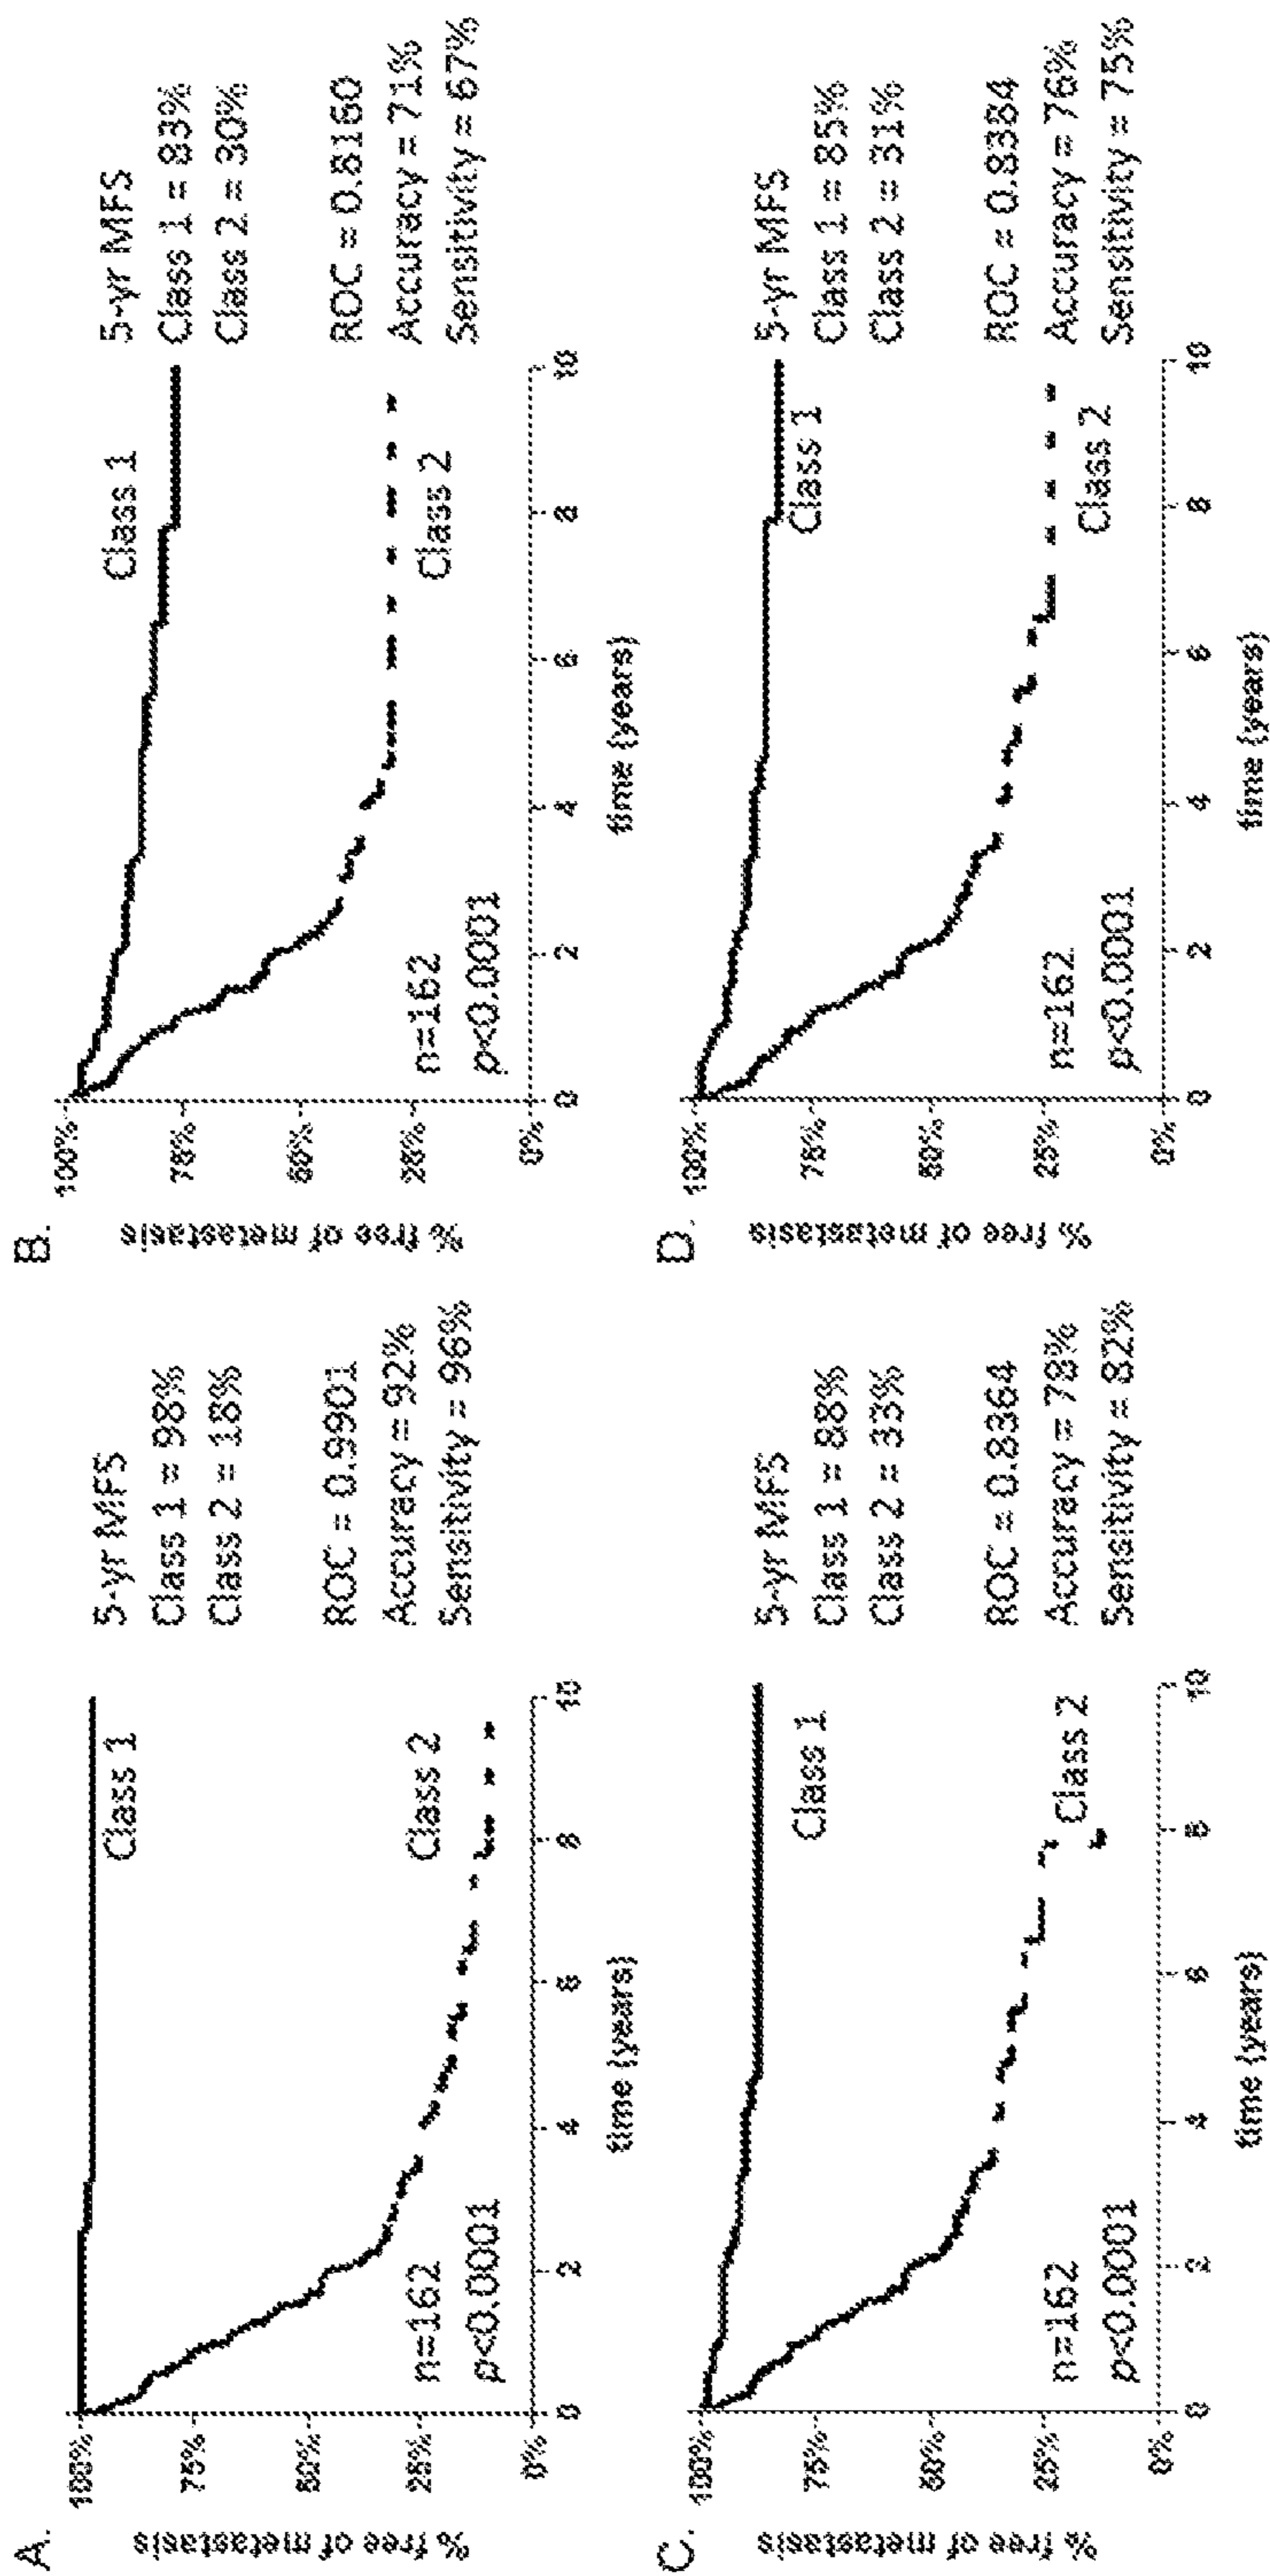 A.
% free of metastasis
100%
75%
50%
25%
0%
0
2
4
6
8
10
time (years)
Class 1
Class 2
n=162
p<0.0001
5-yr MFS
Class 1 = 98%
Class 2 = 18%
ROC = 0.9901
Accuracy = 92%
Sensitivity = 96%
B.
% free of metastasis
100%
75%
50%
25%
0%
0
2
4
6
8
10
time (years)
Class 1
Class 2
n=162
p<0.0001
5-yr MFS
Class 1 = 83%
Class 2 = 30%
ROC = 0.8160
Accuracy = 71%
Sensitivity = 67%
C.
% free of metastasis
100%
75%
50%
25%
0%
0
2
4
6
8
10
time (years)
Class 1
Class 2
n=162
p<0.0001
5-yr MFS
Class 1 = 88%
Class 2 = 33%
ROC = 0.8364
Accuracy = 78%
Sensitivity = 82%
D.
% free of metastasis
100%
75%
50%
25%
0%
0
2
4
6
8
10
time (years)
Class 1
Class 2
n=162
p<0.0001
5-yr MFS
Class 1 = 85%
Class 2 = 31%
ROC = 0.8384
Accuracy = 76%
Sensitivity = 75%